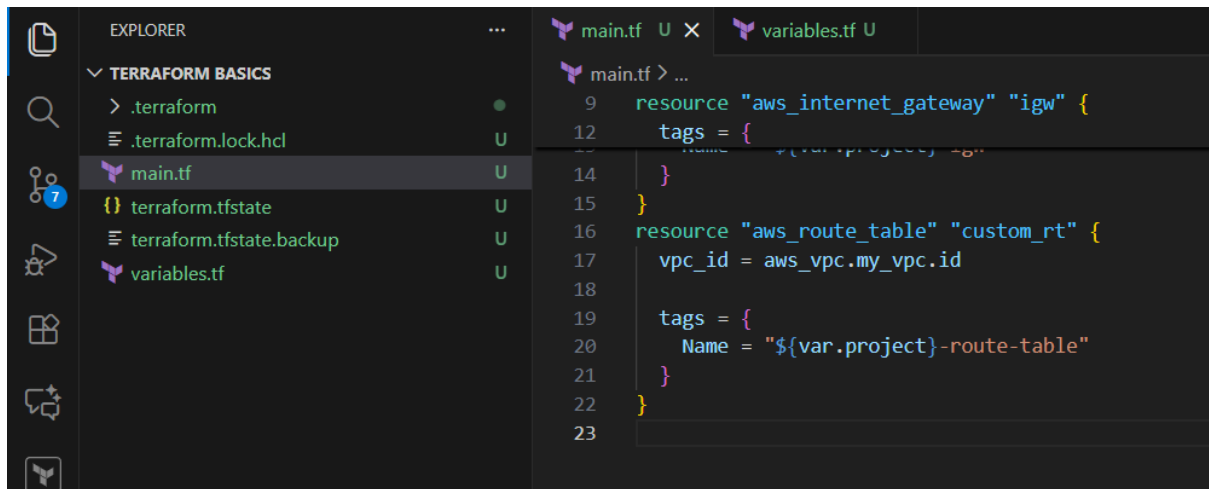 EXPLORER
...
TERRAFORM BASICS
.terraform
.terraform.lock.hcl U
main.tf U
terraform.tfstate U
terraform.tfstate.backup U
variables.tf U
7
main.tf U
variables.tf U
main.tf > ...
9 resource "aws_internet_gateway" "igw" {
12 tags = {
14 }
15 }
16 resource "aws_route_table" "custom_rt" {
17 vpc_id = aws_vpc.my_vpc.id
18
19 tags = {
20 Name = "${var.project}-route-table"
21 }
22 }
23